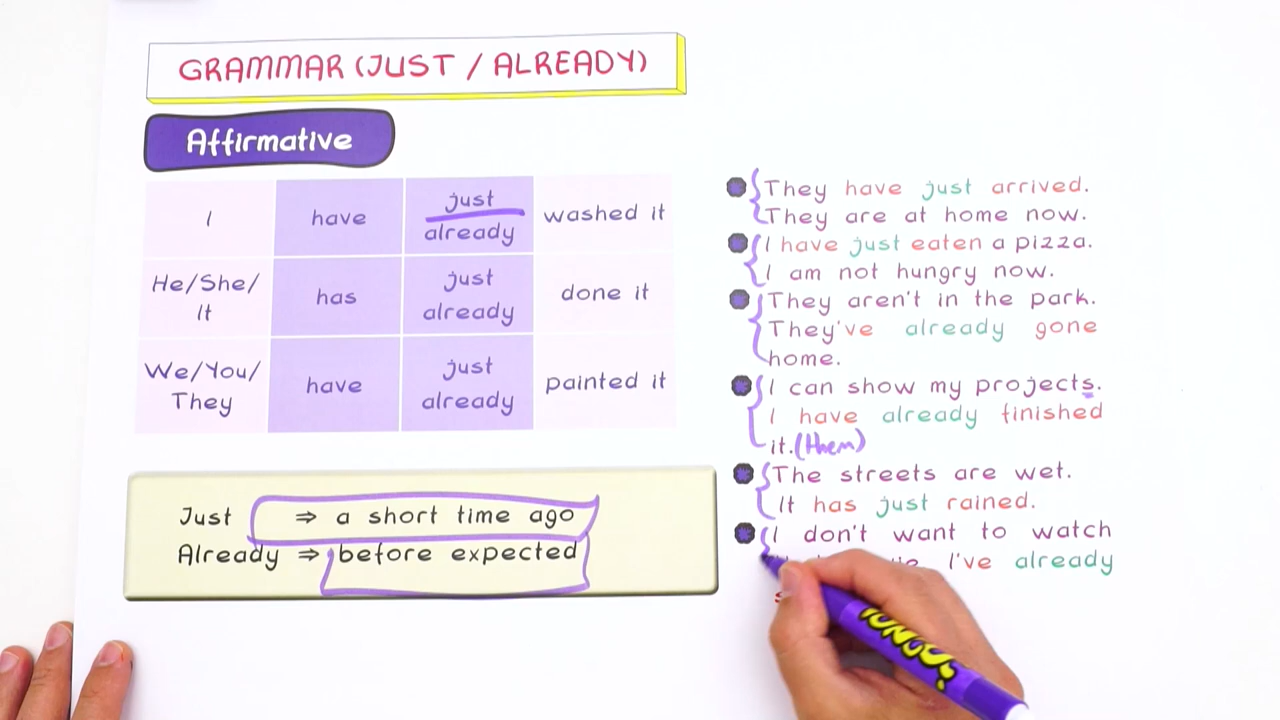 GRAMMAR (JUST / ALREADY)
Affirmative
I have just already washed it
He/She/It has just already done it
We/You/They have just already painted it
Just ⇒ a short time ago
Already ⇒ before expected
They have just arrived.
They are at home now.
I have just eaten a pizza.
I am not hungry now.
They aren't in the park.
They've already gone
home.
I can show my projects.
I have already finished
it. (them)
The streets are wet.
It has just rained.
I don't want to watch
I've already